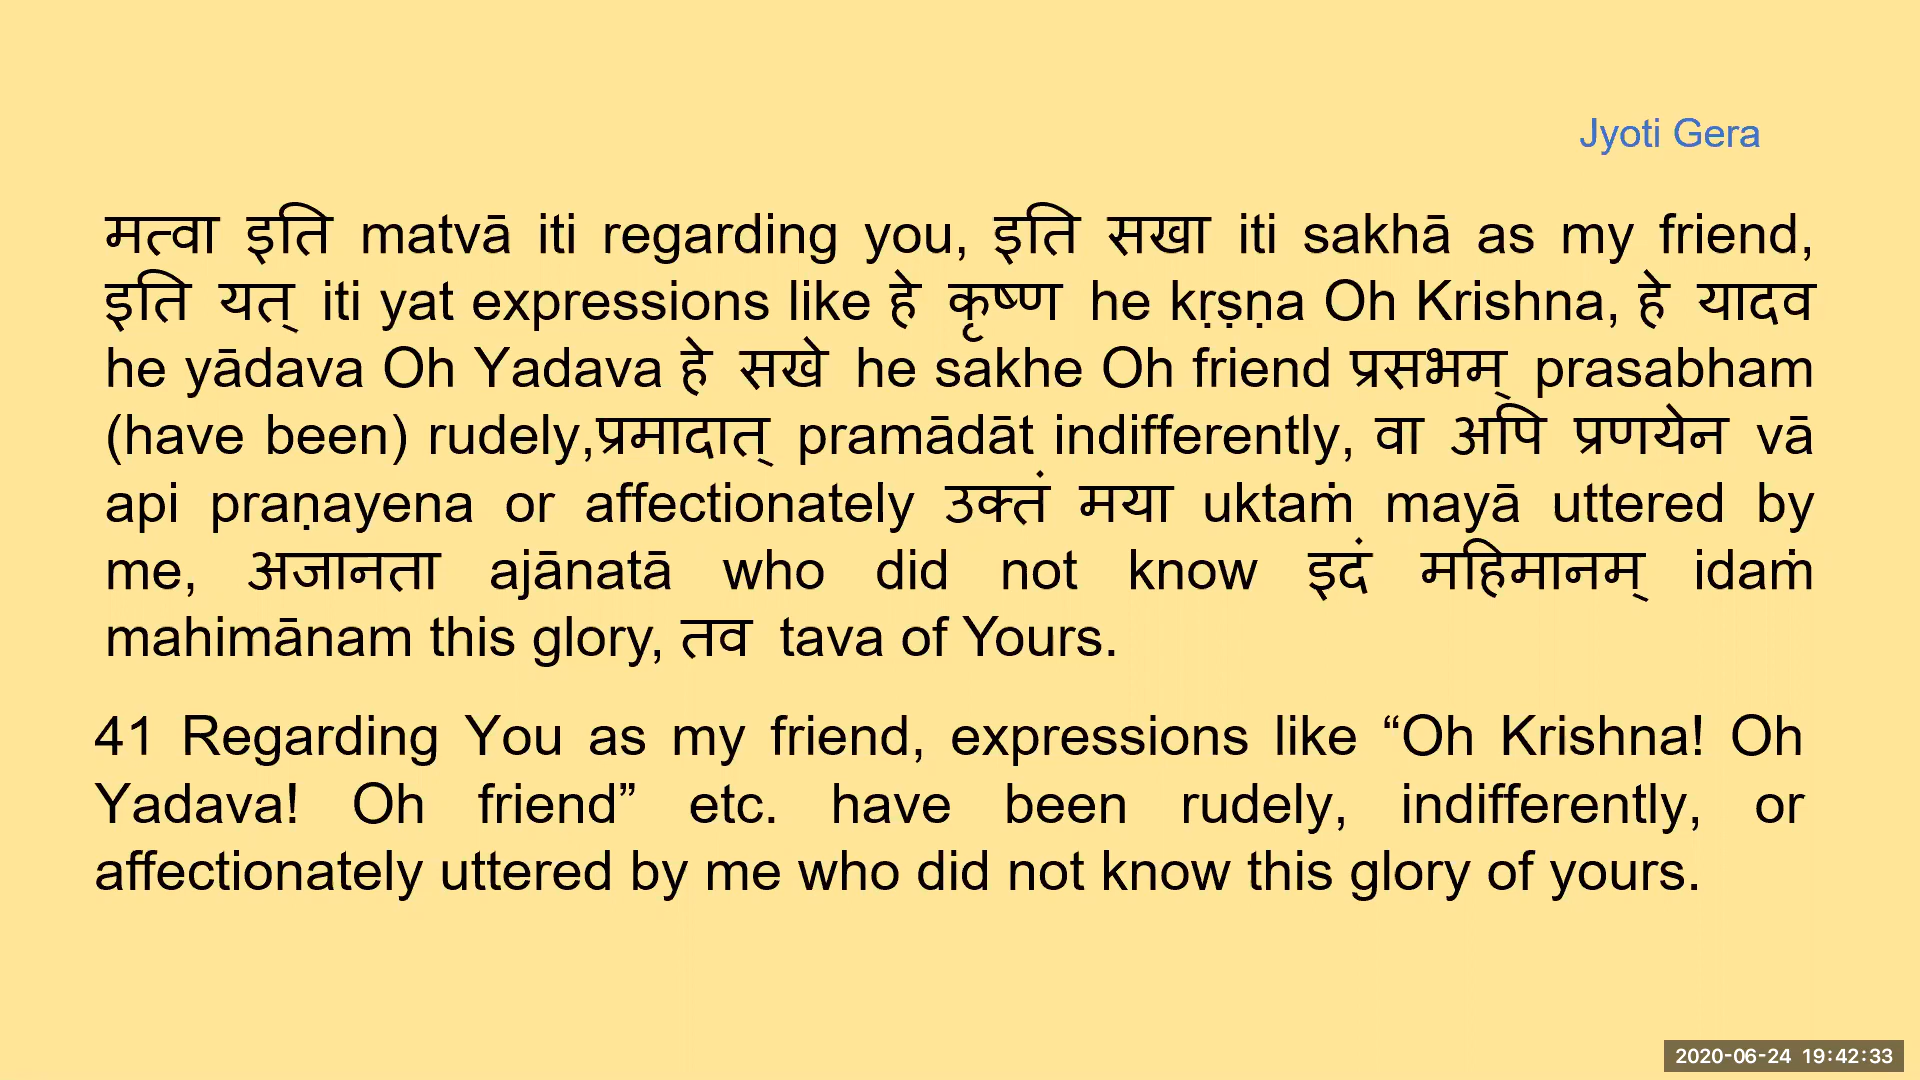 Jyoti Gera
मत्वा इति matvā iti regarding you, इति सखा iti sakhā as my friend,
इति यत् iti yat expressions like हे कृष्ण he kṛṣṇa Oh Krishna, हे यादव
he yādava Oh Yadava हे सखे he sakhe Oh friend प्रसभम् prasabham
(have been) rudely,प्रमादात् pramādāt indifferently, वा अपि प्रणयेन vā
api praṇayena or affectionately उक्तं मया uktaṁ mayā uttered by
me, अजानता ajānatā who did not know इदं महिमानम् idaṁ
mahimānam this glory, तव tava of Yours.
41 Regarding You as my friend, expressions like “Oh Krishna! Oh
Yadava! Oh friend” etc. have been rudely, indifferently, or
affectionately uttered by me who did not know this glory of yours.
2020-06-24 19:42:33